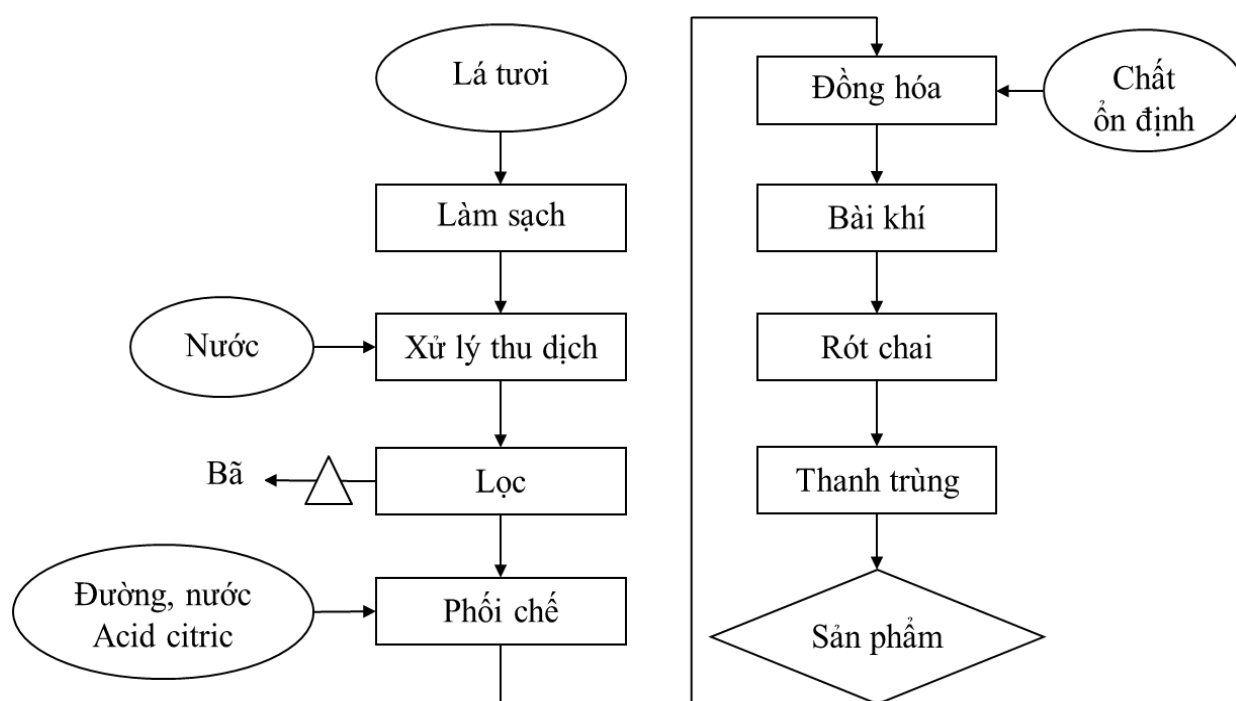 Lá tươi
Làm sạch
Nước
Xử lý thu dịch
Bã
Lọc
Đường, nước
Acid citric
Phối chế
Đồng hóa
Chất
ổn định
Bài khí
Rót chai
Thanh trùng
Sản phẩm